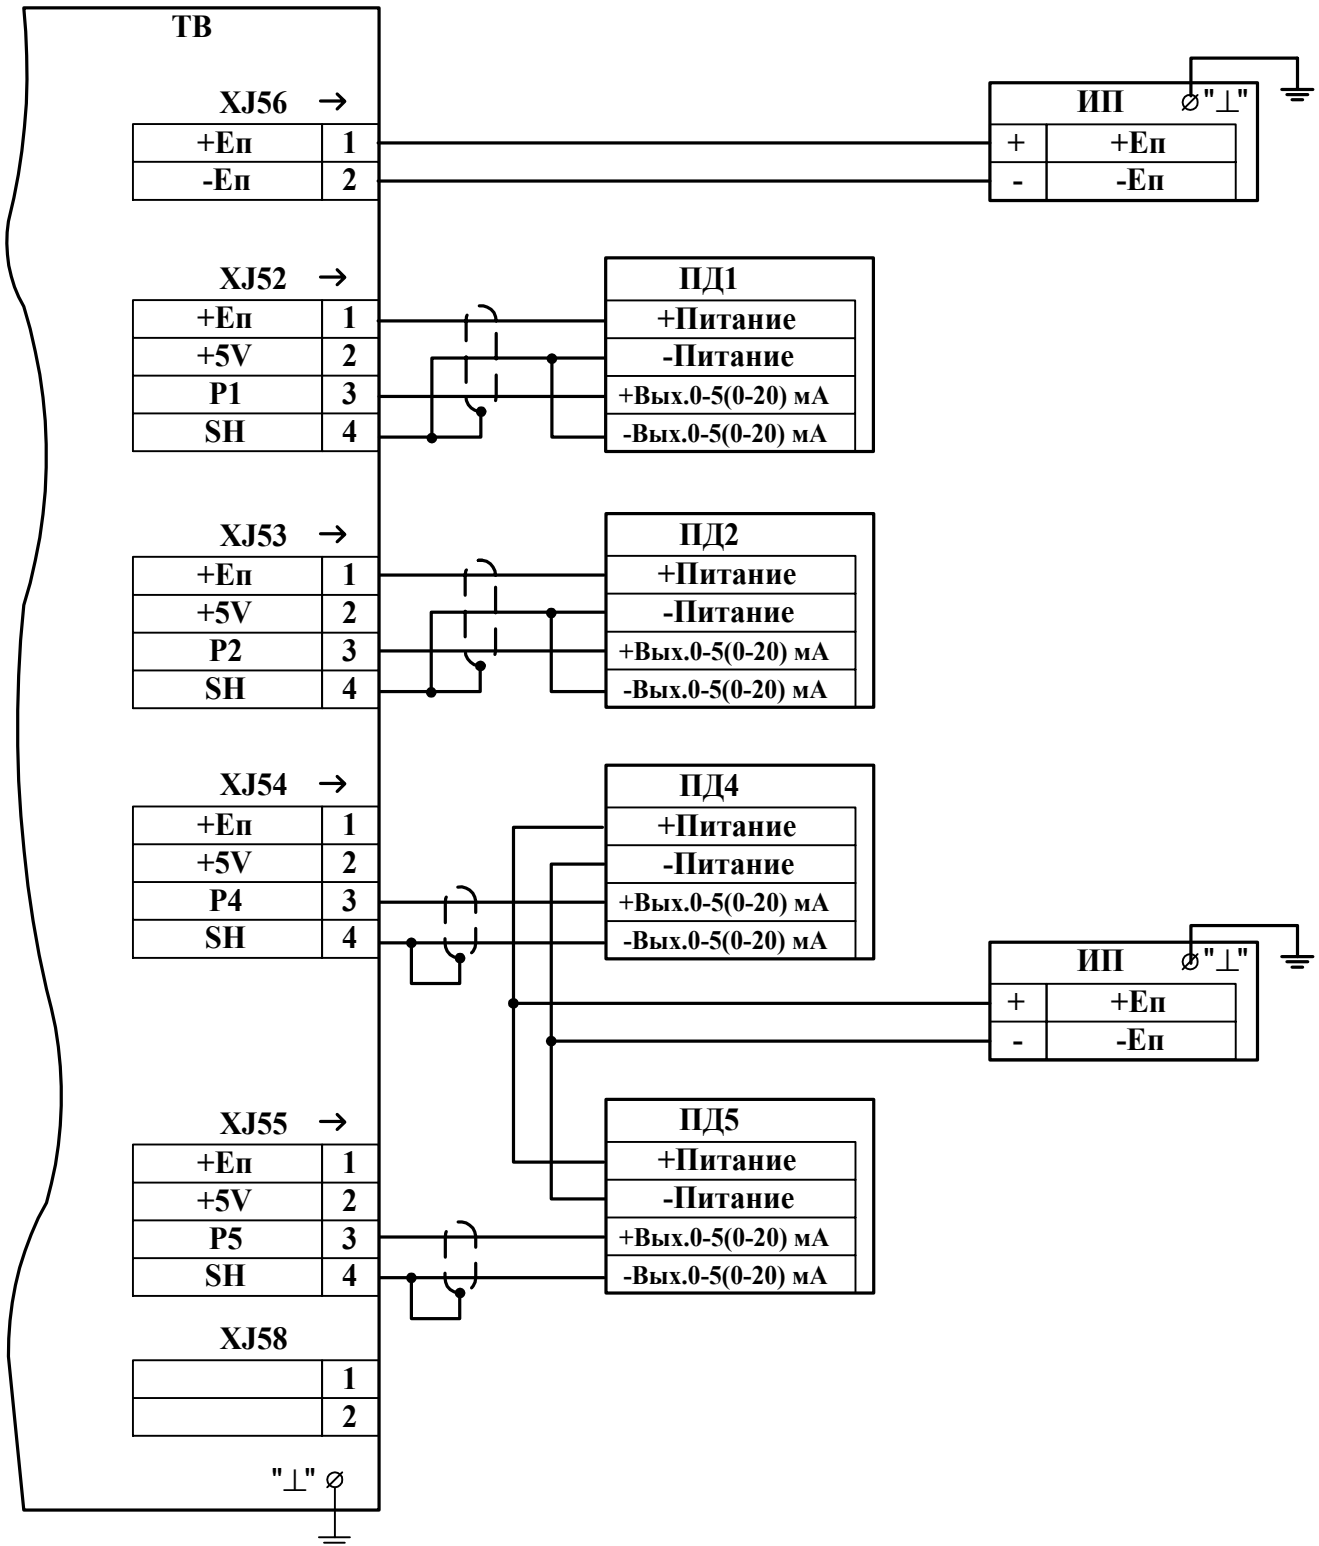 ТВ
XJ56 →
+Еп 1
-Еп 2
ИП "⊥"
+ +Еп
- -Еп
XJ52 →
+Еп 1
+5V 2
P1 3
SH 4
ПД1
+Питание
-Питание
+Вых.0-5(0-20) мА
-Вых.0-5(0-20) мА
XJ53 →
+Еп 1
+5V 2
P2 3
SH 4
ПД2
+Питание
-Питание
+Вых.0-5(0-20) мА
-Вых.0-5(0-20) мА
XJ54 →
+Еп 1
+5V 2
P4 3
SH 4
ПД4
+Питание
-Питание
+Вых.0-5(0-20) мА
-Вых.0-5(0-20) мА
ИП "⊥"
+ +Еп
- -Еп
XJ55 →
+Еп 1
+5V 2
P5 3
SH 4
ПД5
+Питание
-Питание
+Вых.0-5(0-20) мА
-Вых.0-5(0-20) мА
XJ58
1
2
"⊥"